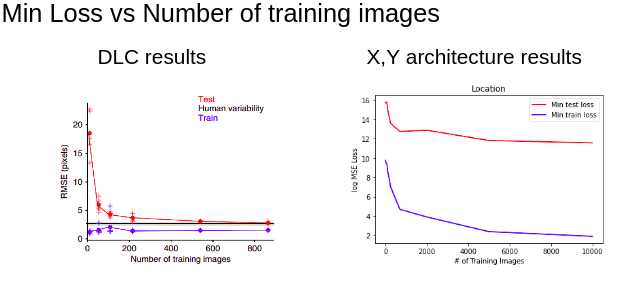 Min Loss vs Number of training images
DLC results
X,Y architecture results
Test
Human variability
Train
RMSE (pixels)
20
15
10
5
0
0
200
400
600
800
Number of training images
Location
Min test loss
Min train loss
log MSE Loss
16
14
12
10
8
6
4
2
0
2000
4000
6000
8000
10000
# of Training Images